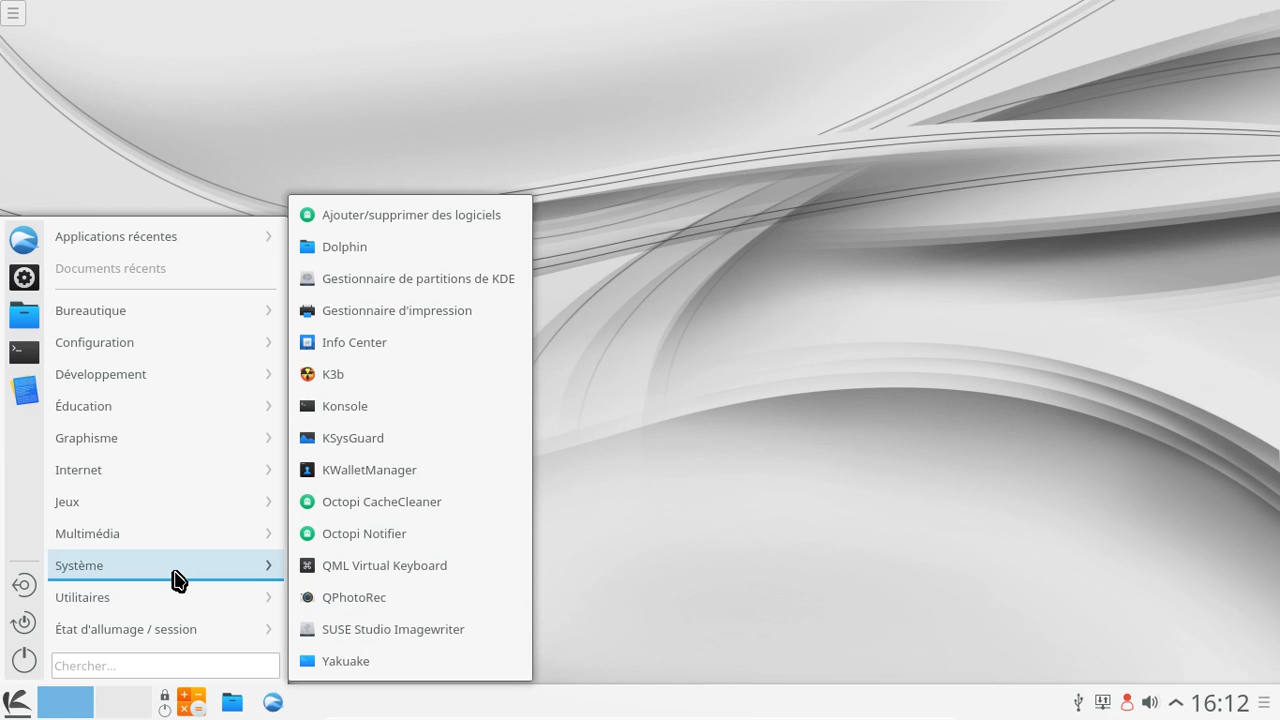 Applications récentes
Documents récents
Bureautique
Configuration
Développement
Éducation
Graphisme
Internet
Jeux
Multimédia
Système
Utilitaires
État d'allumage / session
Chercher...
Ajouter/supprimer des logiciels
Dolphin
Gestionnaire de partitions de KDE
Gestionnaire d'impression
Info Center
K3b
Konsole
KSysGuard
KWalletManager
Octopi CacheCleaner
Octopi Notifier
QML Virtual Keyboard
QPhotoRec
SUSE Studio Imagewriter
Yakuake
16:12